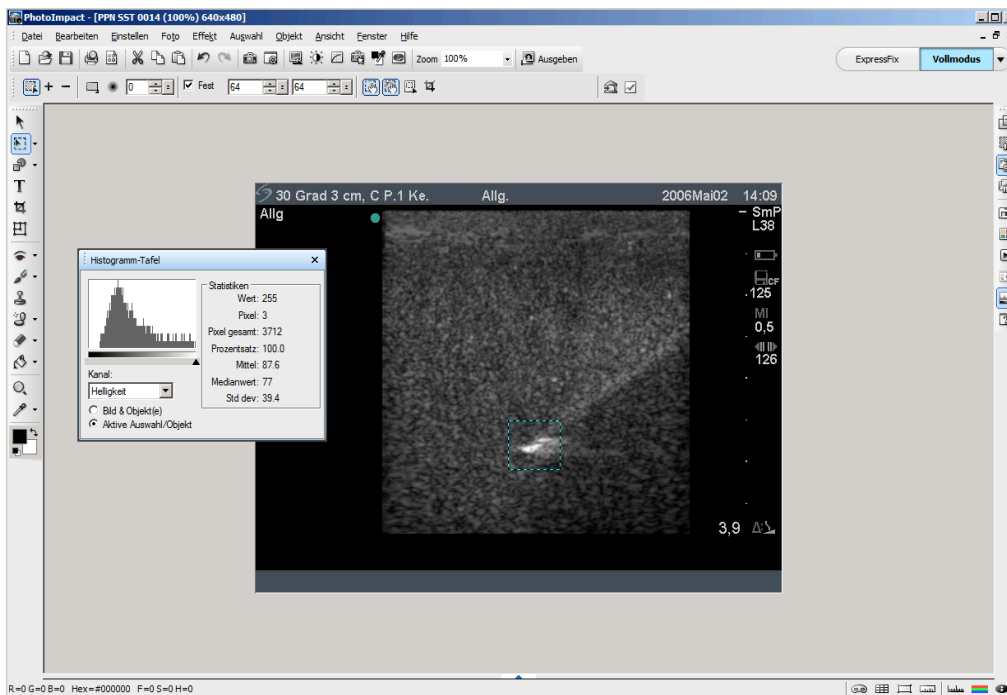 PhotoImpact - [PPN SST 0014 (100%) 640x480]
Datei Bearbeiten Einstellen Foto Effekt Auswahl Objekt Ansicht Fenster Hilfe
Zoom 100% Ausgeben
ExpressFix Vollmodus
+ − 0 Fest 64 64
30 Grad 3 cm, C P.1 Ke. Allg. 2006Mai02 14:09
Allg
SmP
L38
CF
125
MI
0,5
126
3,9
Histogramm-Tafel
Statistiken
Wert: 255
Pixel: 3
Pixel gesamt: 3712
Prozentsatz: 100.0
Mittel: 87.6
Medianwert: 77
Std dev: 39.4
Kanal:
Helligkeit
Bild & Objekt(e)
Aktive Auswahl/Objekt
R=0 G=0 B=0 Hex=#000000 F=0 S=0 H=0